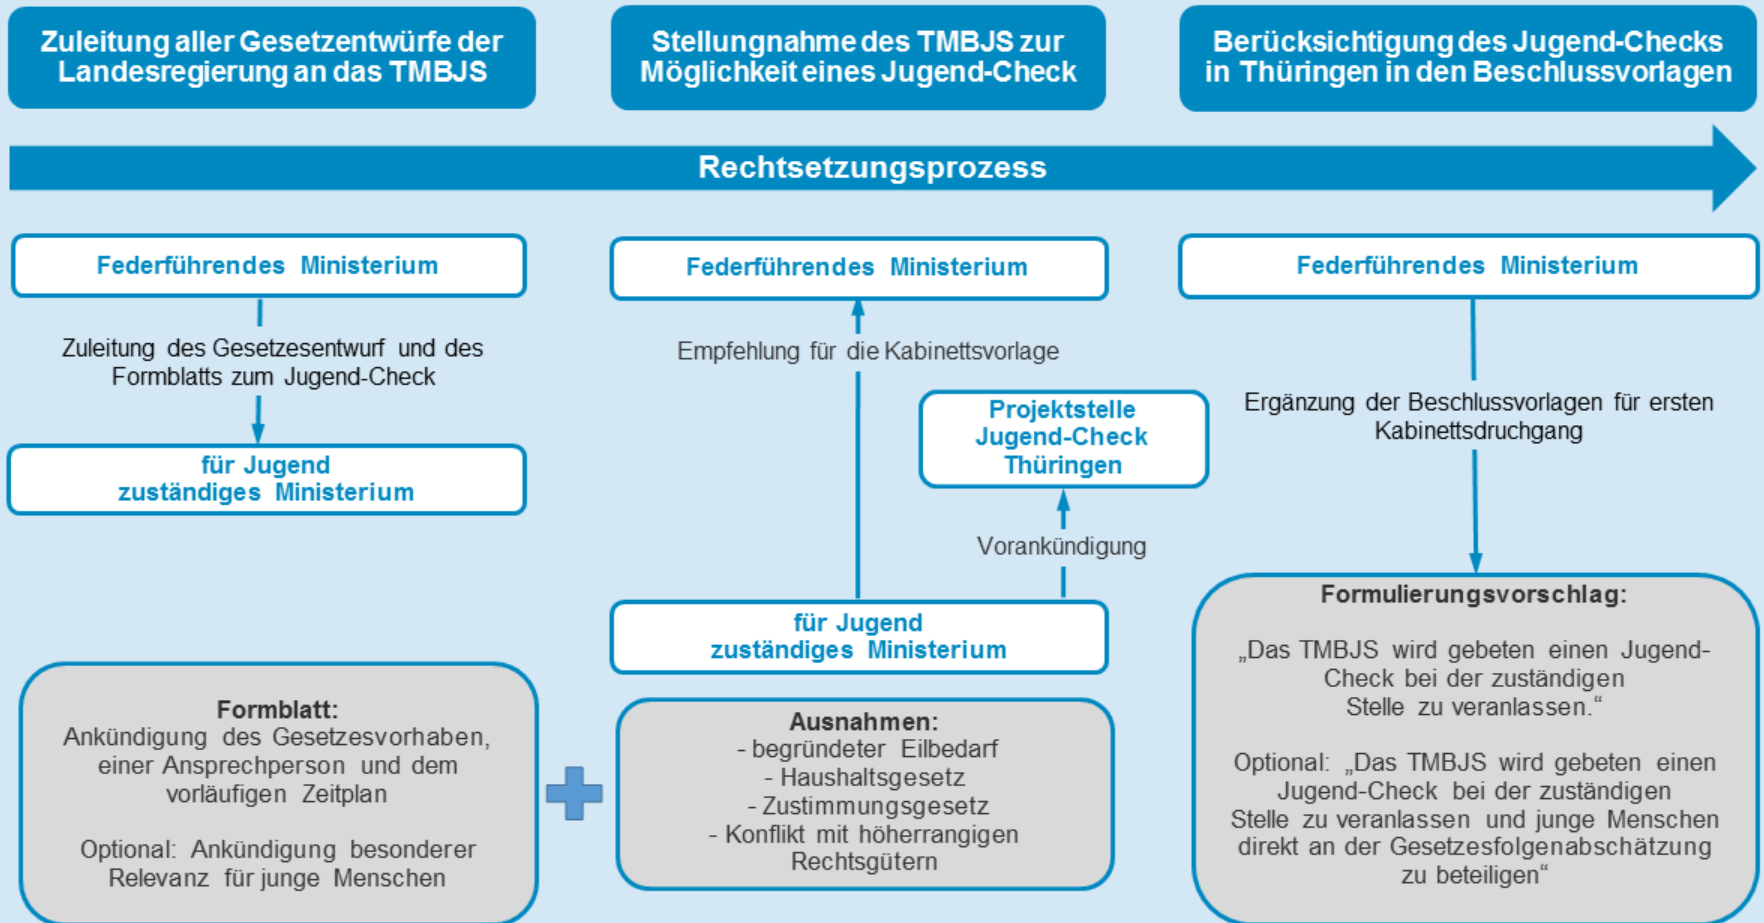 Zuleitung aller Gesetzentwürfe der
Landesregierung an das TMBJS
Stellungnahme des TMBJS zur
Möglichkeit eines Jugend-Check
Berücksichtigung des Jugend-Checks
in Thüringen in den Beschlussvorlagen
Rechtsetzungsprozess
Federführendes Ministerium
Zuleitung des Gesetzesentwurf und des
Formblatts zum Jugend-Check
für Jugend
zuständiges Ministerium
Formblatt:
Ankündigung des Gesetzesvorhaben,
einer Ansprechperson und dem
vorläufigen Zeitplan
Optional: Ankündigung besonderer
Relevanz für junge Menschen
Federführendes Ministerium
Empfehlung für die Kabinettsvorlage
Projektstelle
Jugend-Check
Thüringen
Vorankündigung
für Jugend
zuständiges Ministerium
Ausnahmen:
- begründeter Eilbedarf
- Haushaltsgesetz
- Zustimmungsgesetz
- Konflikt mit höherrangigen
Rechtsgütern
Federführendes Ministerium
Ergänzung der Beschlussvorlagen für ersten
Kabinettsdruchgang
Formulierungsvorschlag:
„Das TMBJS wird gebeten einen Jugend-
Check bei der zuständigen
Stelle zu veranlassen.“
Optional: „Das TMBJS wird gebeten einen
Jugend-Check bei der zuständigen
Stelle zu veranlassen und junge Menschen
direkt an der Gesetzesfolgenabschätzung
zu beteiligen“